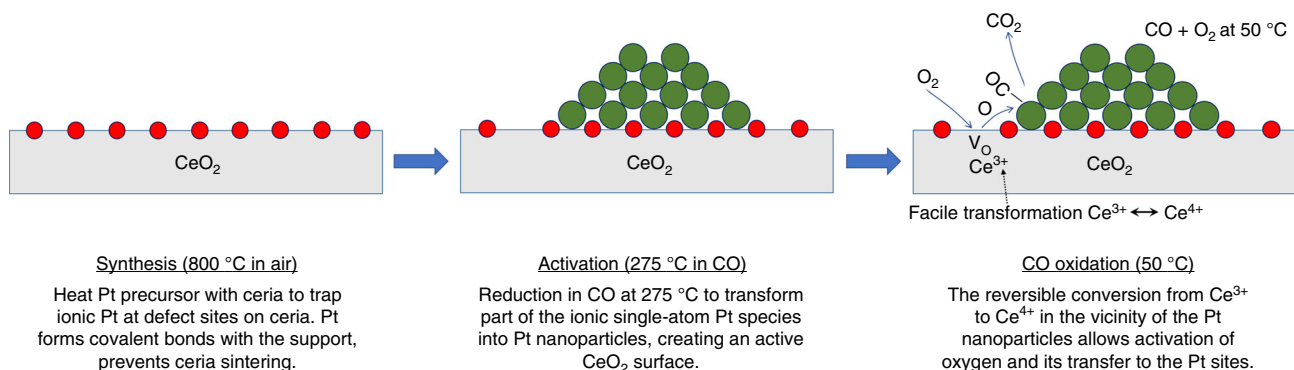 CeO₂
CeO₂
CO₂
CO + O₂ at 50 °C
O₂
OC
O
V_O
Ce³⁺
CeO₂
Facile transformation Ce³⁺ ↔ Ce⁴⁺
Synthesis (800 °C in air)
Heat Pt precursor with ceria to trap
ionic Pt at defect sites on ceria. Pt
forms covalent bonds with the support,
prevents ceria sintering.
Activation (275 °C in CO)
Reduction in CO at 275 °C to transform
part of the ionic single-atom Pt species
into Pt nanoparticles, creating an active
CeO₂ surface.
CO oxidation (50 °C)
The reversible conversion from Ce³⁺
to Ce⁴⁺ in the vicinity of the Pt
nanoparticles allows activation of
oxygen and its transfer to the Pt sites.